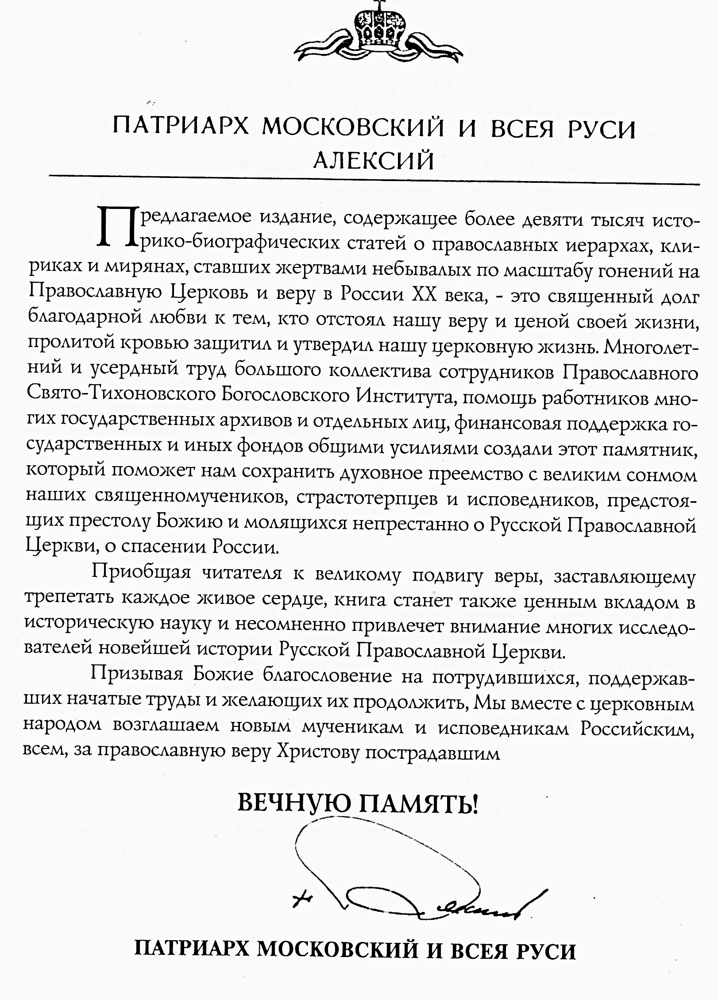 ПАТРИАРХ МОСКОВСКИЙ И ВСЕЯ РУСИ
АЛЕКСИЙ
Предлагаемое издание, содержащее более девяти тысяч исто-
рико-биографических статей о православных иерархах, кли-
риках и мирянах, ставших жертвами небывалых по масштабу гонений на
Православную Церковь и веру в России XX века, - это священный долг
благодарной любви к тем, кто отстоял нашу веру и ценой своей жизни,
пролитой кровью защитил и утвердил нашу церковную жизнь. Многолет-
ний и усердный труд большого коллектива сотрудников Православного
Свято-Тихоновского Богословского Института, помощь работников мно-
гих государственных архивов и отдельных лиц, финансовая поддержка го-
сударственных и иных фондов общими усилиями создали этот памятник,
который поможет нам сохранить духовное преемство с великим сонмом
наших священномучеников, страстотерпцев и исповедников, предстоя-
щих престолу Божию и молящихся непрестанно о Русской Православной
Церкви, о спасении России.
Приобщая читателя к великому подвигу веры, заставляющему
трепетать каждое живое сердце, книга станет также ценным вкладом в
историческую науку и несомненно привлечет внимание многих исследо-
вателей новейшей истории Русской Православной Церкви.
Призывая Божие благословение на потрудившихся, поддержав-
ших начатые труды и желающих их продолжить, Мы вместе с церковным
народом возглашаем новым мученикам и исповедникам Российским,
всем, за православную веру Христову пострадавшим
ВЕЧНУЮ ПАМЯТЬ!
ПАТРИАРХ МОСКОВСКИЙ И ВСЕЯ РУСИ